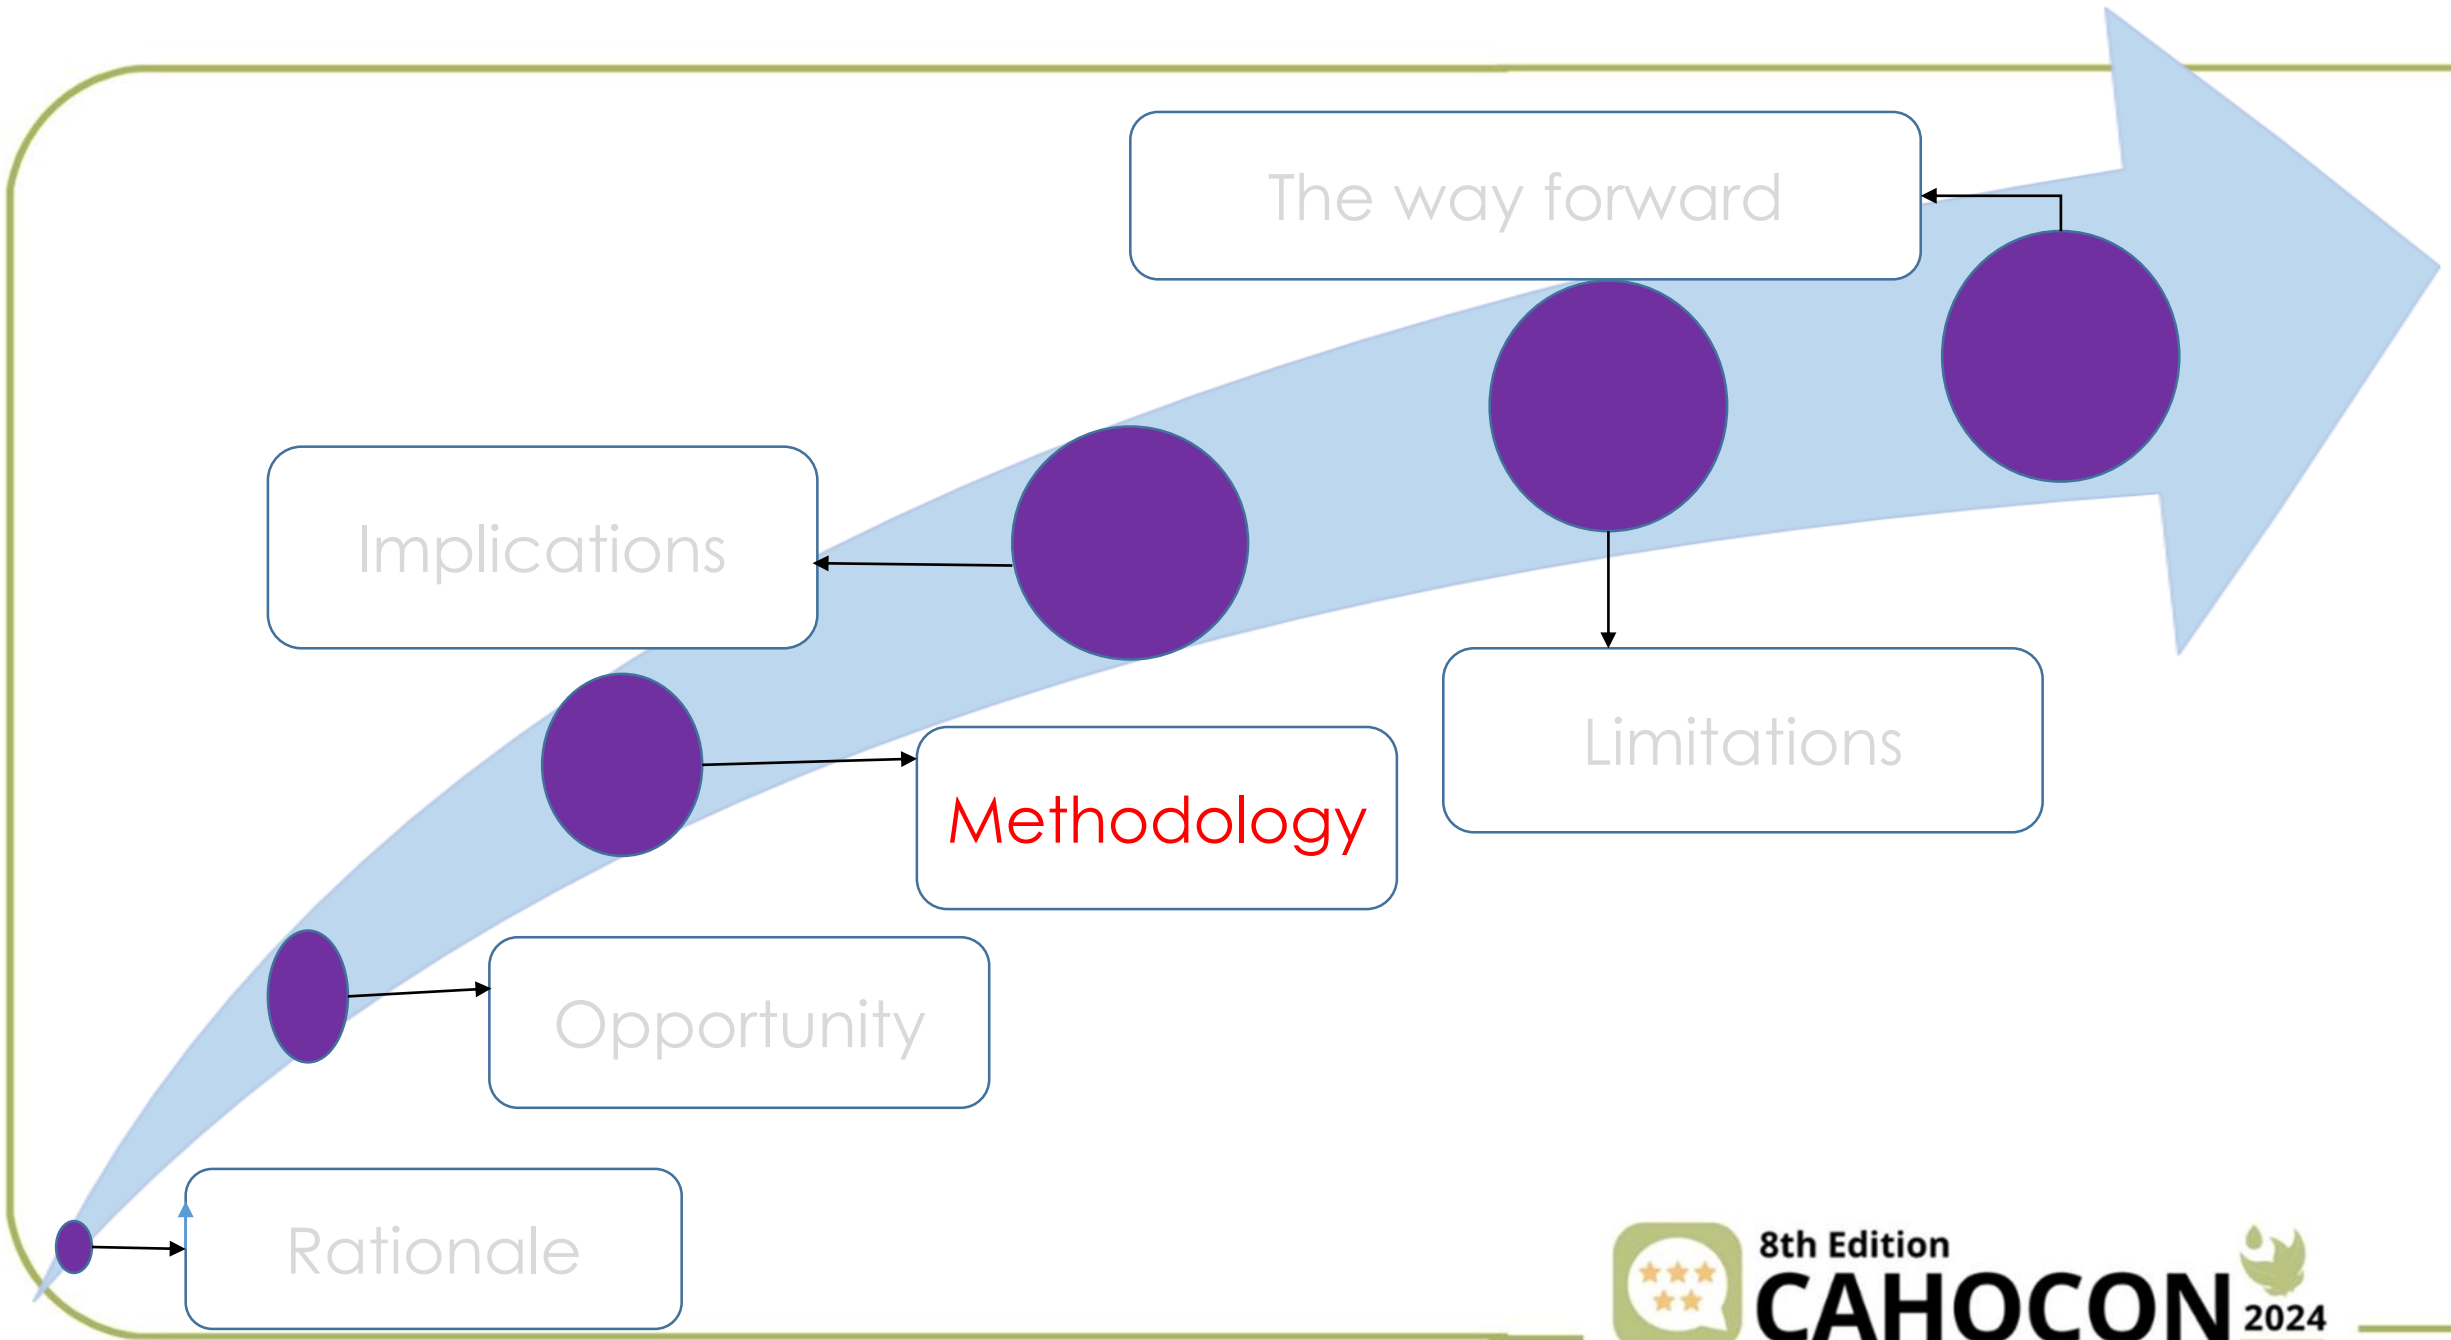 The way forward
Implications
Limitations
Methodology
Opportunity
Rationale
8th Edition
CAHOCON
2024